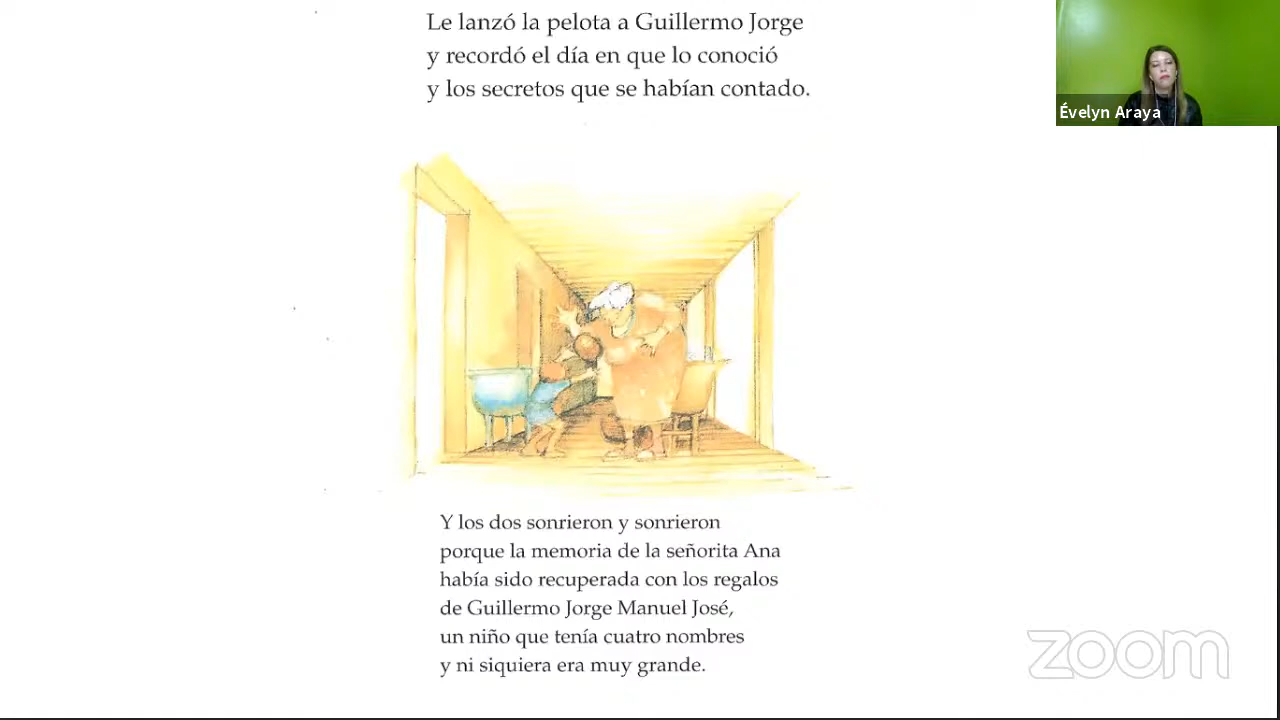 Le lanzó la pelota a Guillermo Jorge
y recordó el día en que lo conoció
y los secretos que se habían contado.
Évelyn Araya
Y los dos sonrieron y sonrieron
porque la memoria de la señorita Ana
había sido recuperada con los regalos
de Guillermo Jorge Manuel José,
un niño que tenía cuatro nombres
y ni siquiera era muy grande.
zoom